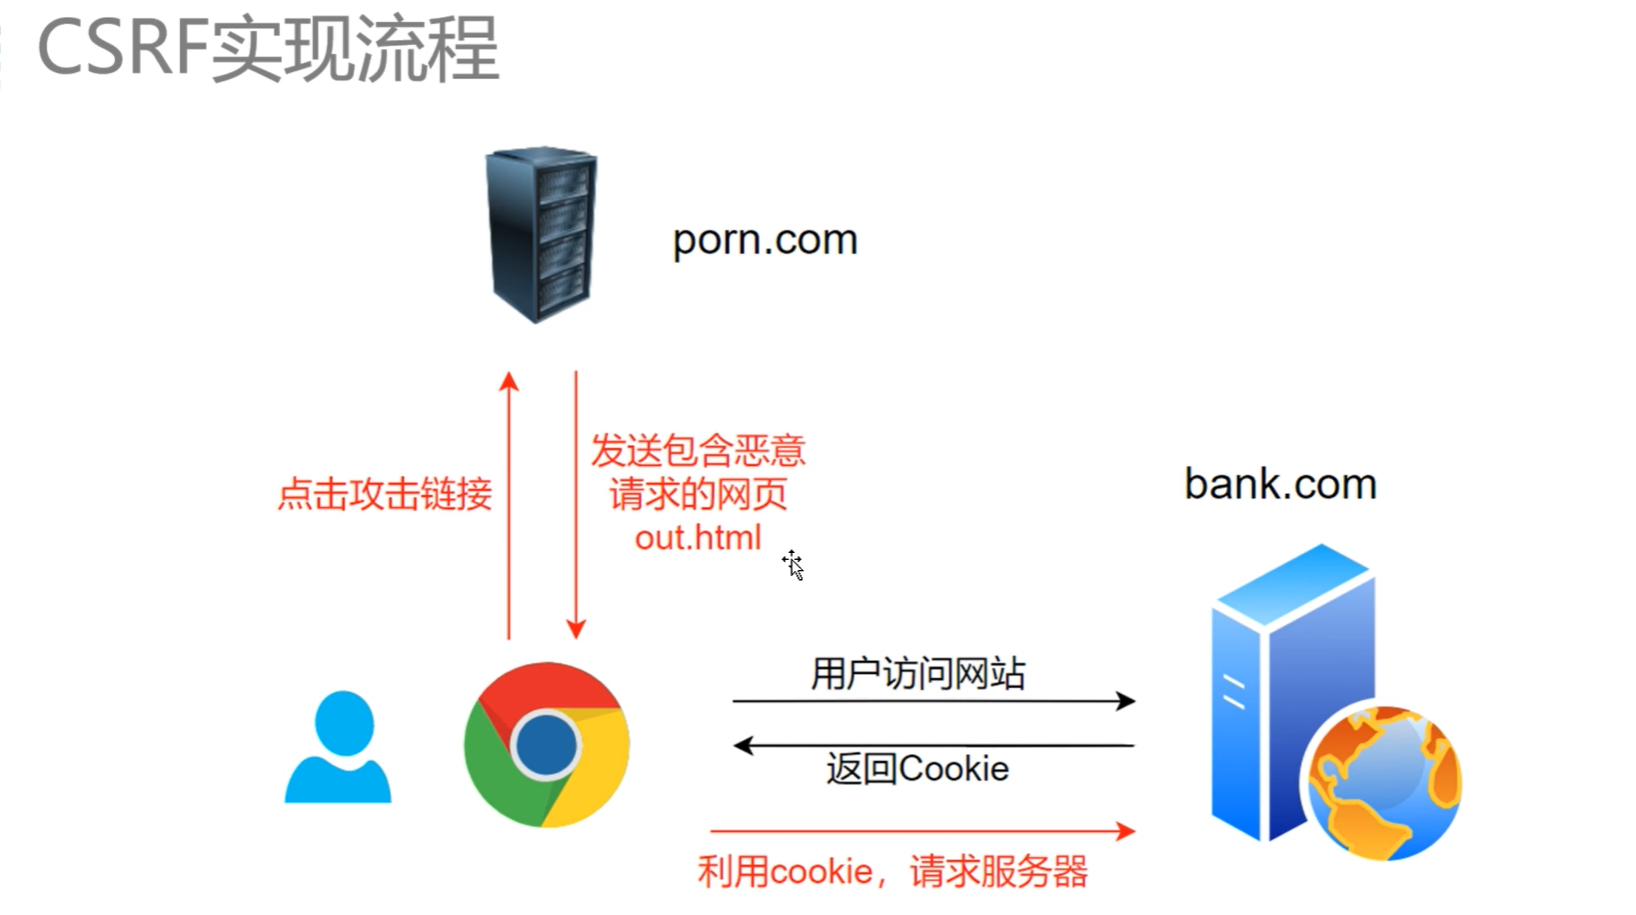 CSRF实现流程
porn.com
点击攻击链接
发送包含恶意
请求的网页
out.html
bank.com
用户访问网站
返回Cookie
利用cookie，请求服务器